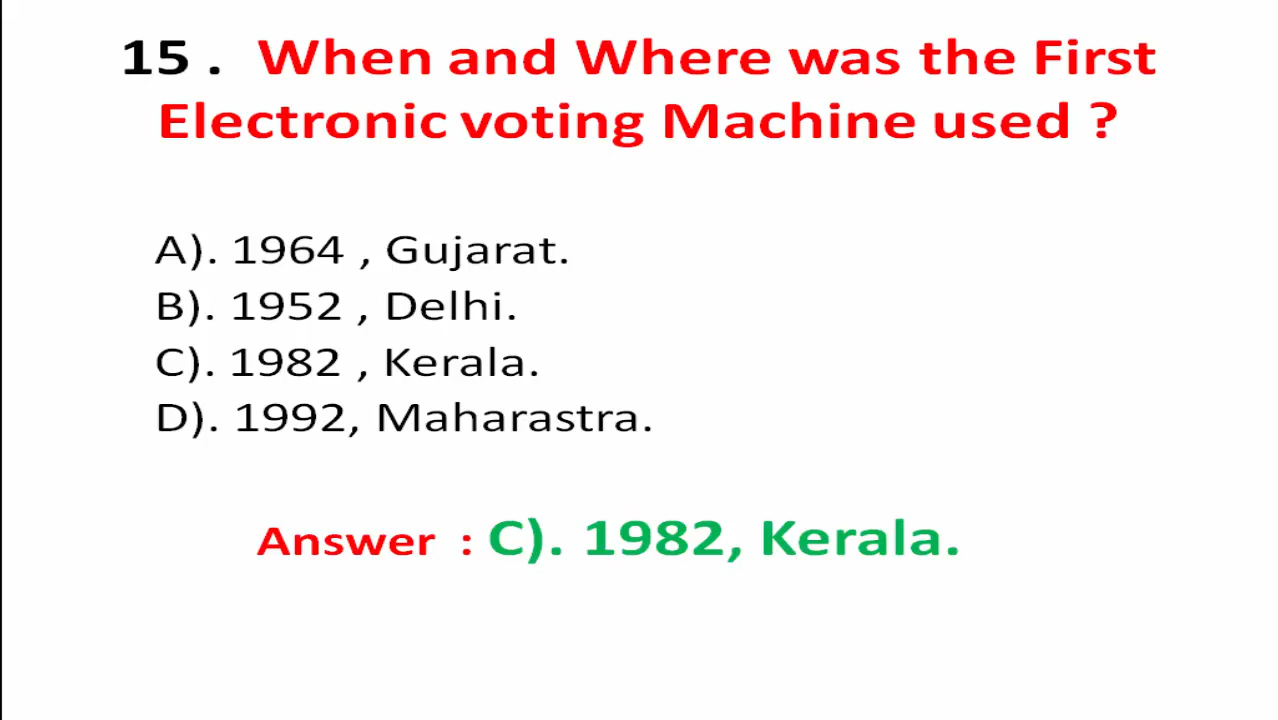 15 . When and Where was the First
Electronic voting Machine used ?
A). 1964 , Gujarat.
B). 1952 , Delhi.
C). 1982 , Kerala.
D). 1992, Maharastra.
Answer : C). 1982, Kerala.